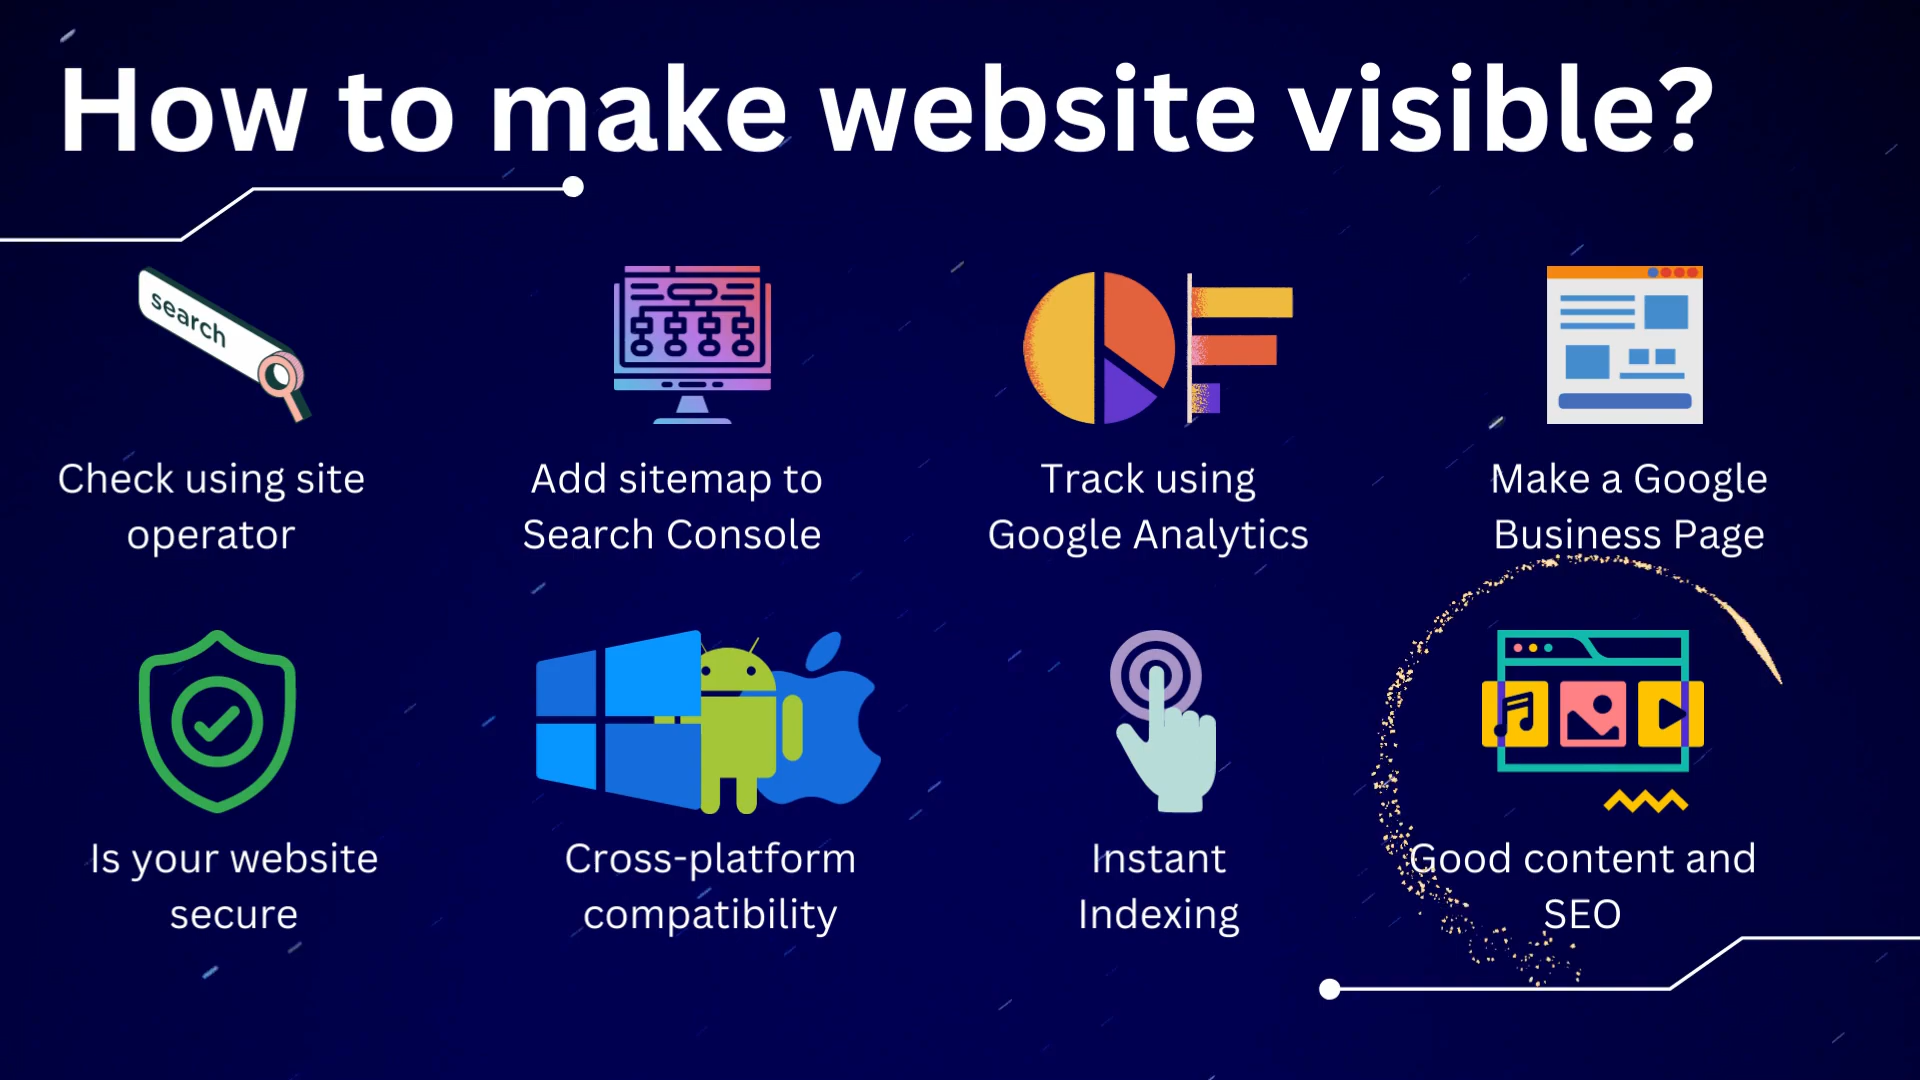 How to make website visible?
search
Check using site
operator
Add sitemap to
Search Console
Track using
Google Analytics
Make a Google
Business Page
Is your website
secure
Cross-platform
compatibility
Instant
Indexing
Good content and
SEO